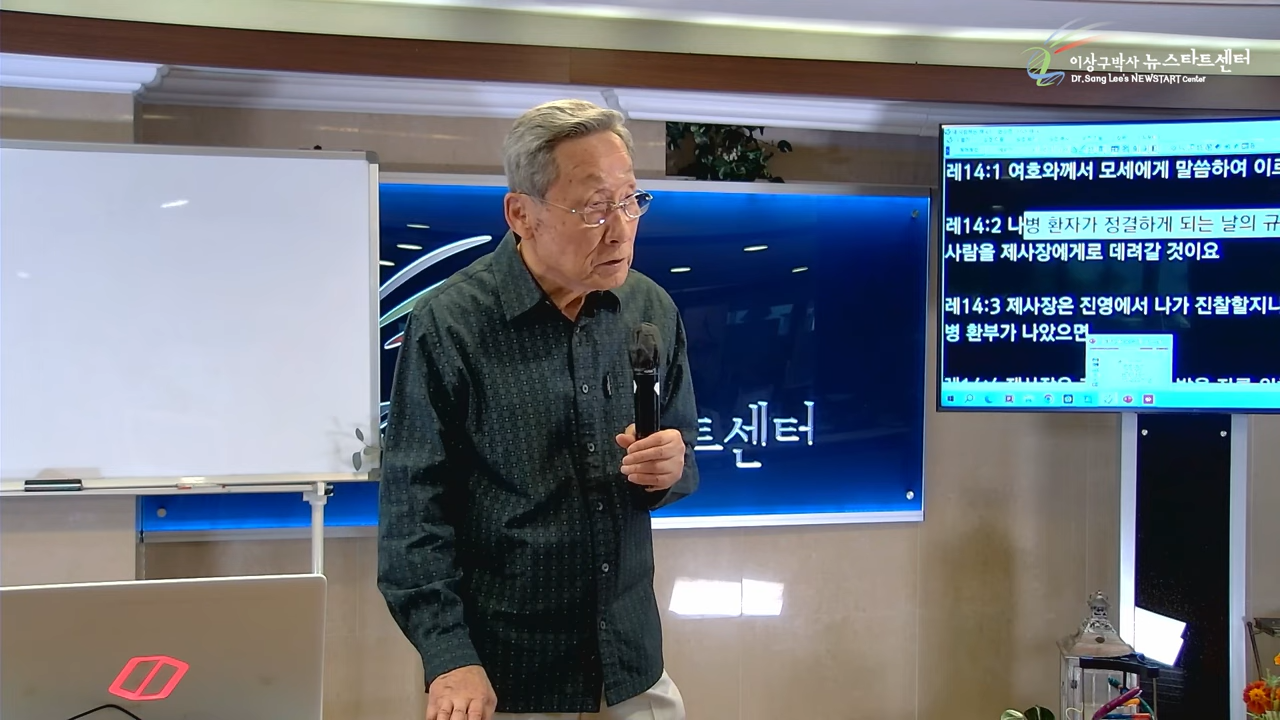 이상구박사 뉴스타트센터
Dr. Sang Lee's NEWSTART Center
레14:1 여호와께서 모세에게 말씀하여 이르
레14:2 나병 환자가 정결하게 되는 날의 규
사람을 제사장에게로 데려갈 것이요
레14:3 제사장은 진영에서 나가 진찰할지니
병 환부가 나았으면
트센터